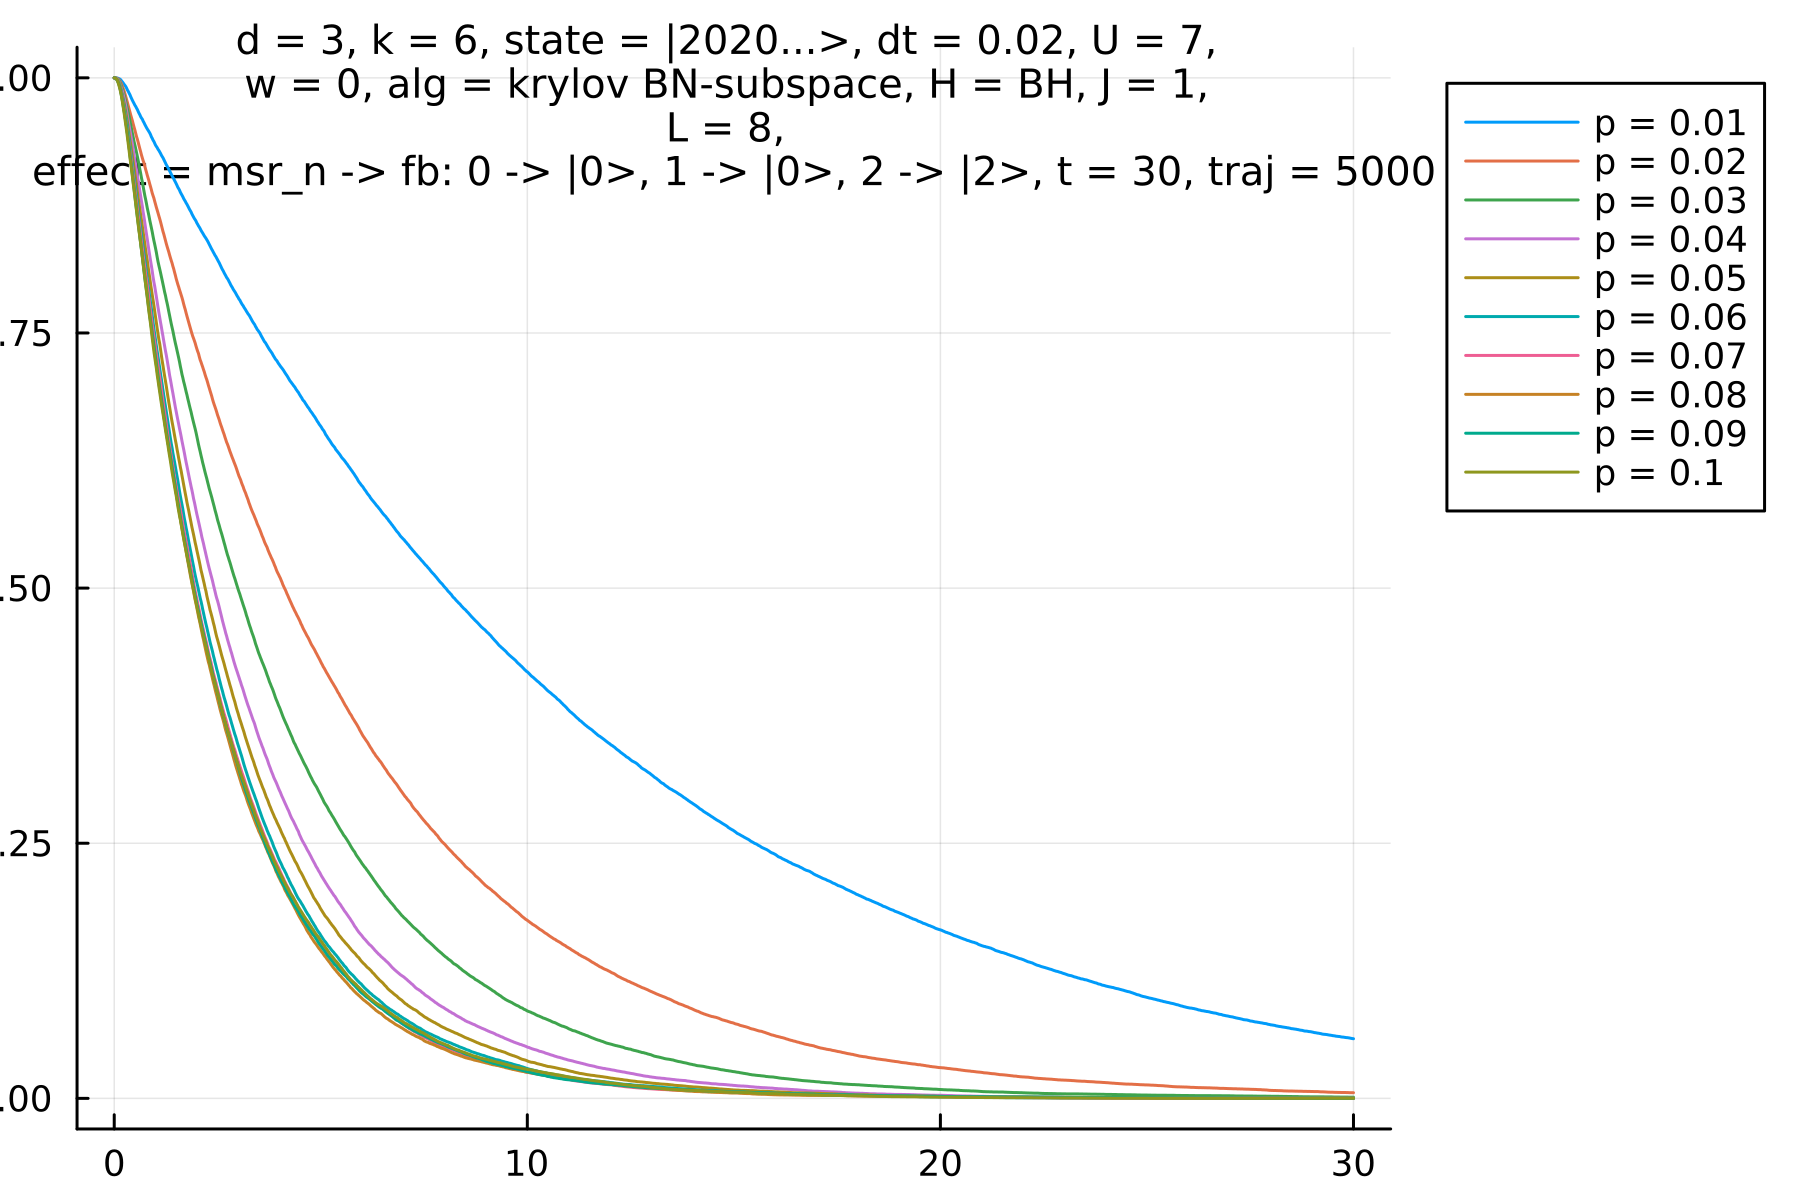 d = 3, k = 6, state = |2020...>, dt = 0.02, U = 7,
w = 0, alg = krylov BN-subspace, H = BH, J = 1,
L = 8,
effect = msr_n -> fb: 0 -> |0>, 1 -> |0>, 2 -> |2>, t = 30, traj = 5000
.00
.75
.50
.25
.00
0 10 20 30
p = 0.01
p = 0.02
p = 0.03
p = 0.04
p = 0.05
p = 0.06
p = 0.07
p = 0.08
p = 0.09
p = 0.1